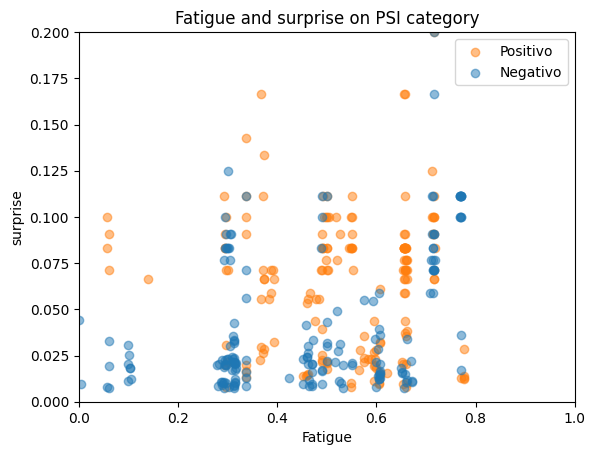 Fatigue and surprise on PSI category
0.200
0.175
0.150
0.125
0.100
0.075
0.050
0.025
0.000
surprise
Positivo
Negativo
0.0 0.2 0.4 0.6 0.8 1.0
Fatigue